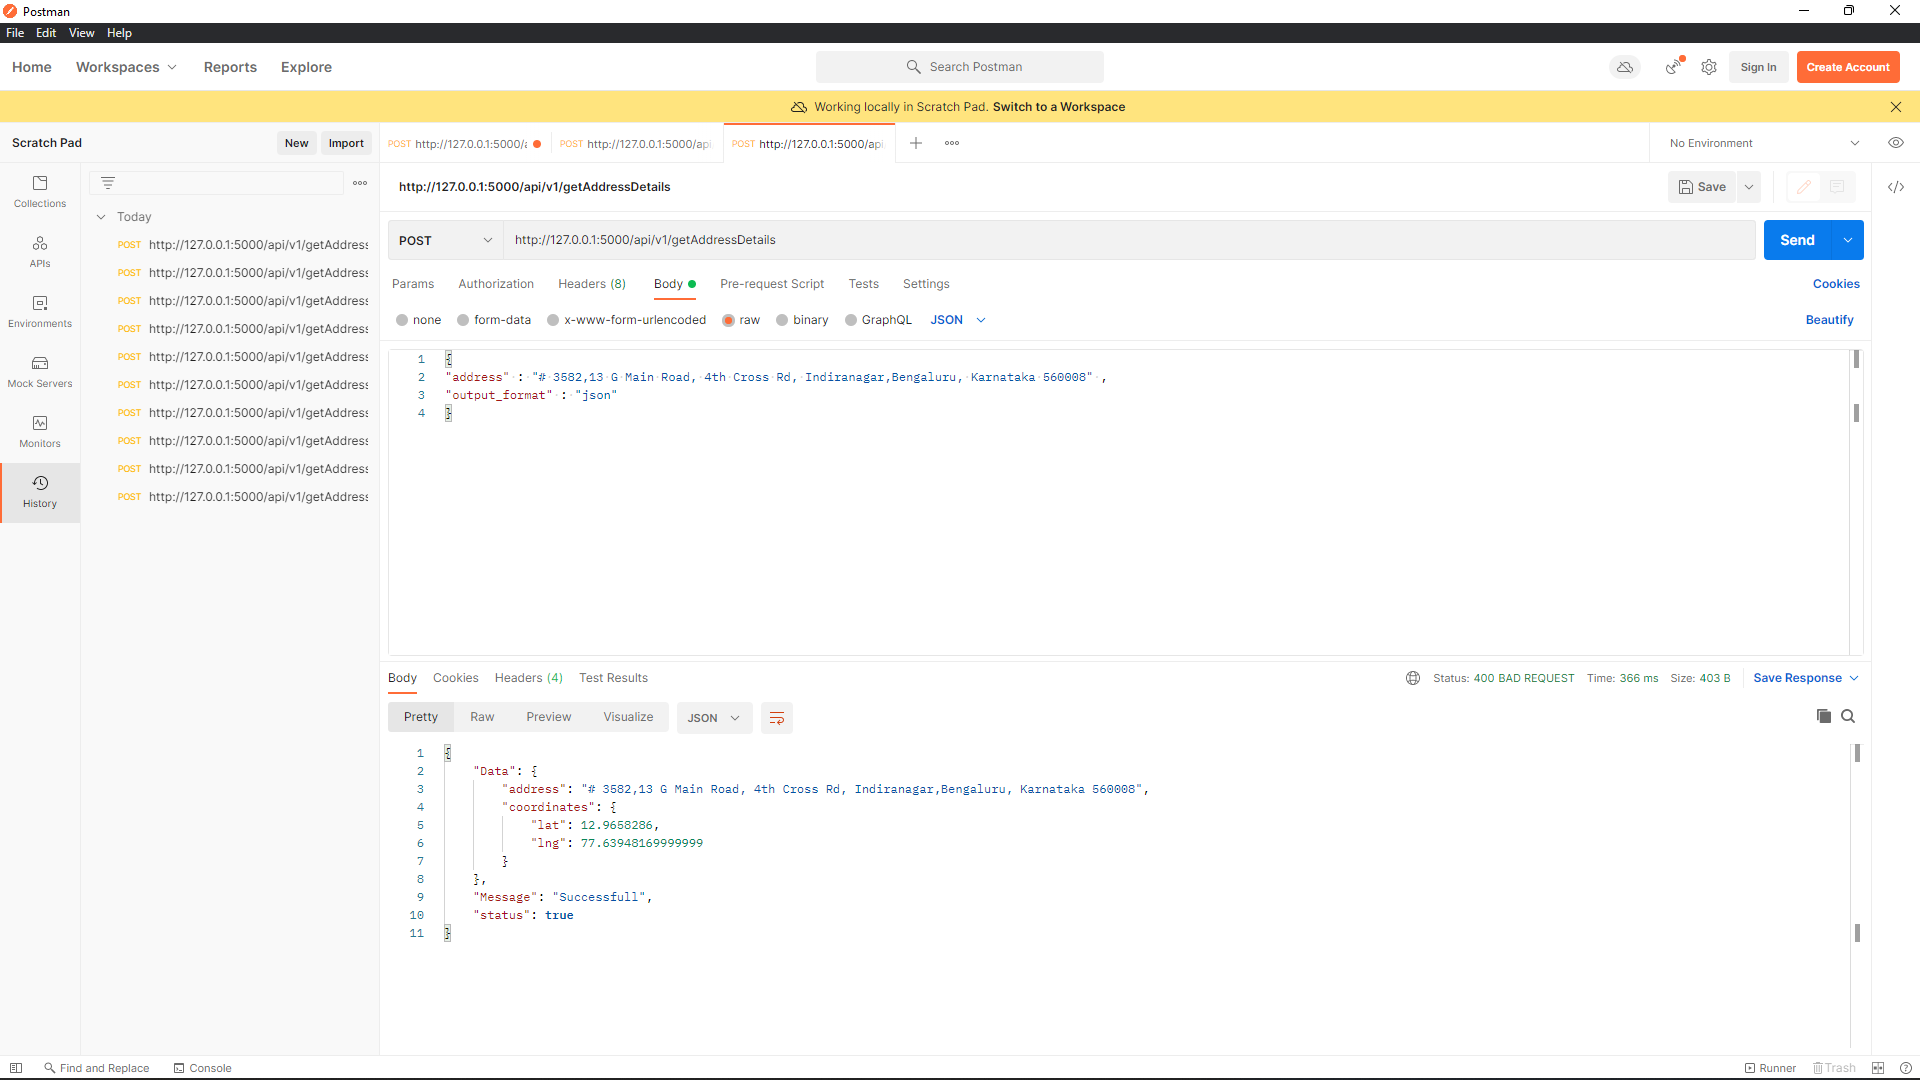 Postman
File Edit View Help
Home Workspaces Reports Explore Search Postman Sign In Create Account
Working locally in Scratch Pad. Switch to a Workspace
Scratch Pad New Import POST http://127.0.0.1:5000/a POST http://127.0.0.1:5000/api POST http://127.0.0.1:5000/api No Environment
http://127.0.0.1:5000/api/v1/getAddressDetails Save
Collections
APIs
Environments
Mock Servers
Monitors
History
Today
POST http://127.0.0.1:5000/api/v1/getAddress
POST http://127.0.0.1:5000/api/v1/getAddress
POST http://127.0.0.1:5000/api/v1/getAddress
POST http://127.0.0.1:5000/api/v1/getAddress
POST http://127.0.0.1:5000/api/v1/getAddress
POST http://127.0.0.1:5000/api/v1/getAddress
POST http://127.0.0.1:5000/api/v1/getAddress
POST http://127.0.0.1:5000/api/v1/getAddress
POST http://127.0.0.1:5000/api/v1/getAddress
POST http://127.0.0.1:5000/api/v1/getAddress
POST http://127.0.0.1:5000/api/v1/getAddressDetails Send
Params Authorization Headers (8) Body Pre-request Script Tests Settings Cookies
none form-data x-www-form-urlencoded raw binary GraphQL JSON Beautify
1 {
2 "address" : "# 3582,13 G Main Road, 4th Cross Rd, Indiranagar,Bengaluru, Karnataka 560008" ,
3 "output_format" : "json"
4 }
Body Cookies Headers (4) Test Results Status: 400 BAD REQUEST Time: 366 ms Size: 403 B Save Response
Pretty Raw Preview Visualize JSON
1 {
2 "Data": {
3 "address": "# 3582,13 G Main Road, 4th Cross Rd, Indiranagar,Bengaluru, Karnataka 560008",
4 "coordinates": {
5 "lat": 12.9658286,
6 "lng": 77.63948169999999
7 }
8 },
9 "Message": "Successfull",
10 "status": true
11 }
Find and Replace Console Runner Trash